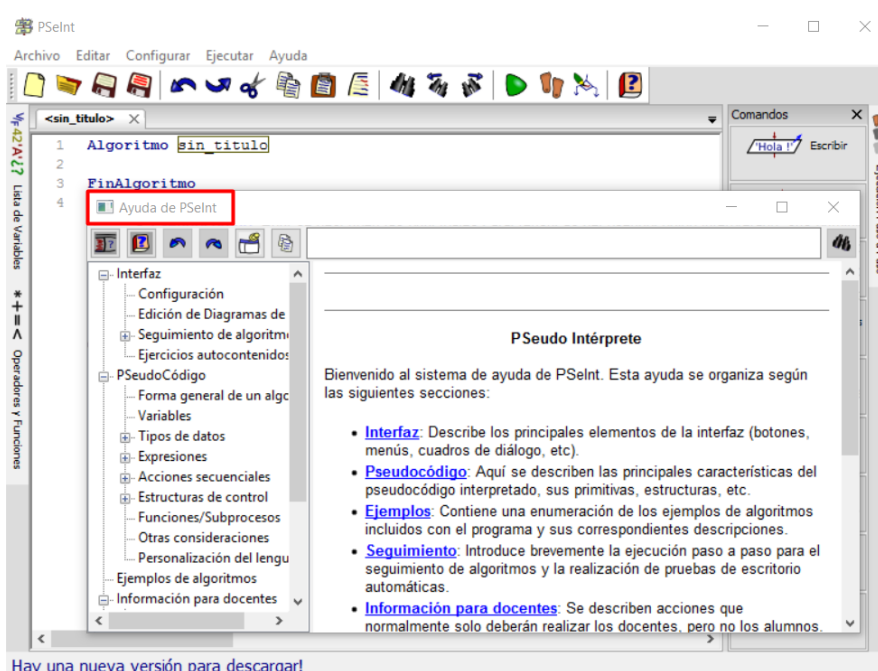 PSeInt
Archivo Editar Configurar Ejecutar Ayuda
<sin_titulo>
Comandos
1 Algoritmo sin_titulo
2
3 FinAlgoritmo
4
'Hola !' Escribir
42'A'¿? Lista de Variables
*+=< Operadores y Funciones
Ayuda de PSeInt
Interfaz
Configuración
Edición de Diagramas de
Seguimiento de algoritm
Ejercicios autocontenidos
PSeudoCódigo
Forma general de un algo
Variables
Tipos de datos
Expresiones
Acciones secuenciales
Estructuras de control
Funciones/Subprocesos
Otras consideraciones
Personalización del lengu
Ejemplos de algoritmos
Información para docentes
PSeudo Intérprete
Bienvenido al sistema de ayuda de PSeInt. Esta ayuda se organiza según
las siguientes secciones:
• Interfaz: Describe los principales elementos de la interfaz (botones,
menús, cuadros de diálogo, etc).
• Pseudocódigo: Aquí se describen las principales características del
pseudocódigo interpretado, sus primitivas, estructuras, etc.
• Ejemplos: Contiene una enumeración de los ejemplos de algoritmos
incluidos con el programa y sus correspondientes descripciones.
• Seguimiento: Introduce brevemente la ejecución paso a paso para el
seguimiento de algoritmos y la realización de pruebas de escritorio
automáticas.
• Información para docentes: Se describen acciones que
normalmente solo deberán realizar los docentes, pero no los alumnos.
Hay una nueva versión para descargar!